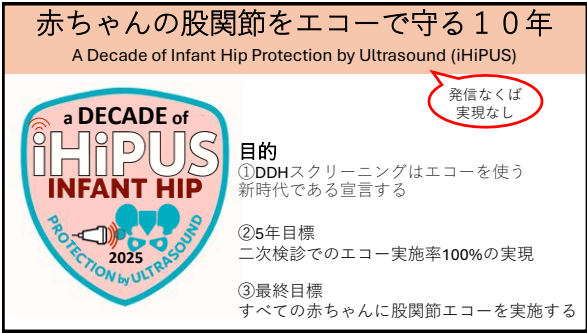 赤ちゃんの股関節をエコーで守る１０年
A Decade of Infant Hip Protection by Ultrasound (iHiPUS)
発信なくば
実現なし
a DECADE of
iHiPUS
INFANT HIP
PROTECTION by ULTRASOUND
2025
目的
①DDHスクリーニングはエコーを使う
新時代である宣言する
②5年目標
二次検診でのエコー実施率100%の実現
③最終目標
すべての赤ちゃんに股関節エコーを実施する